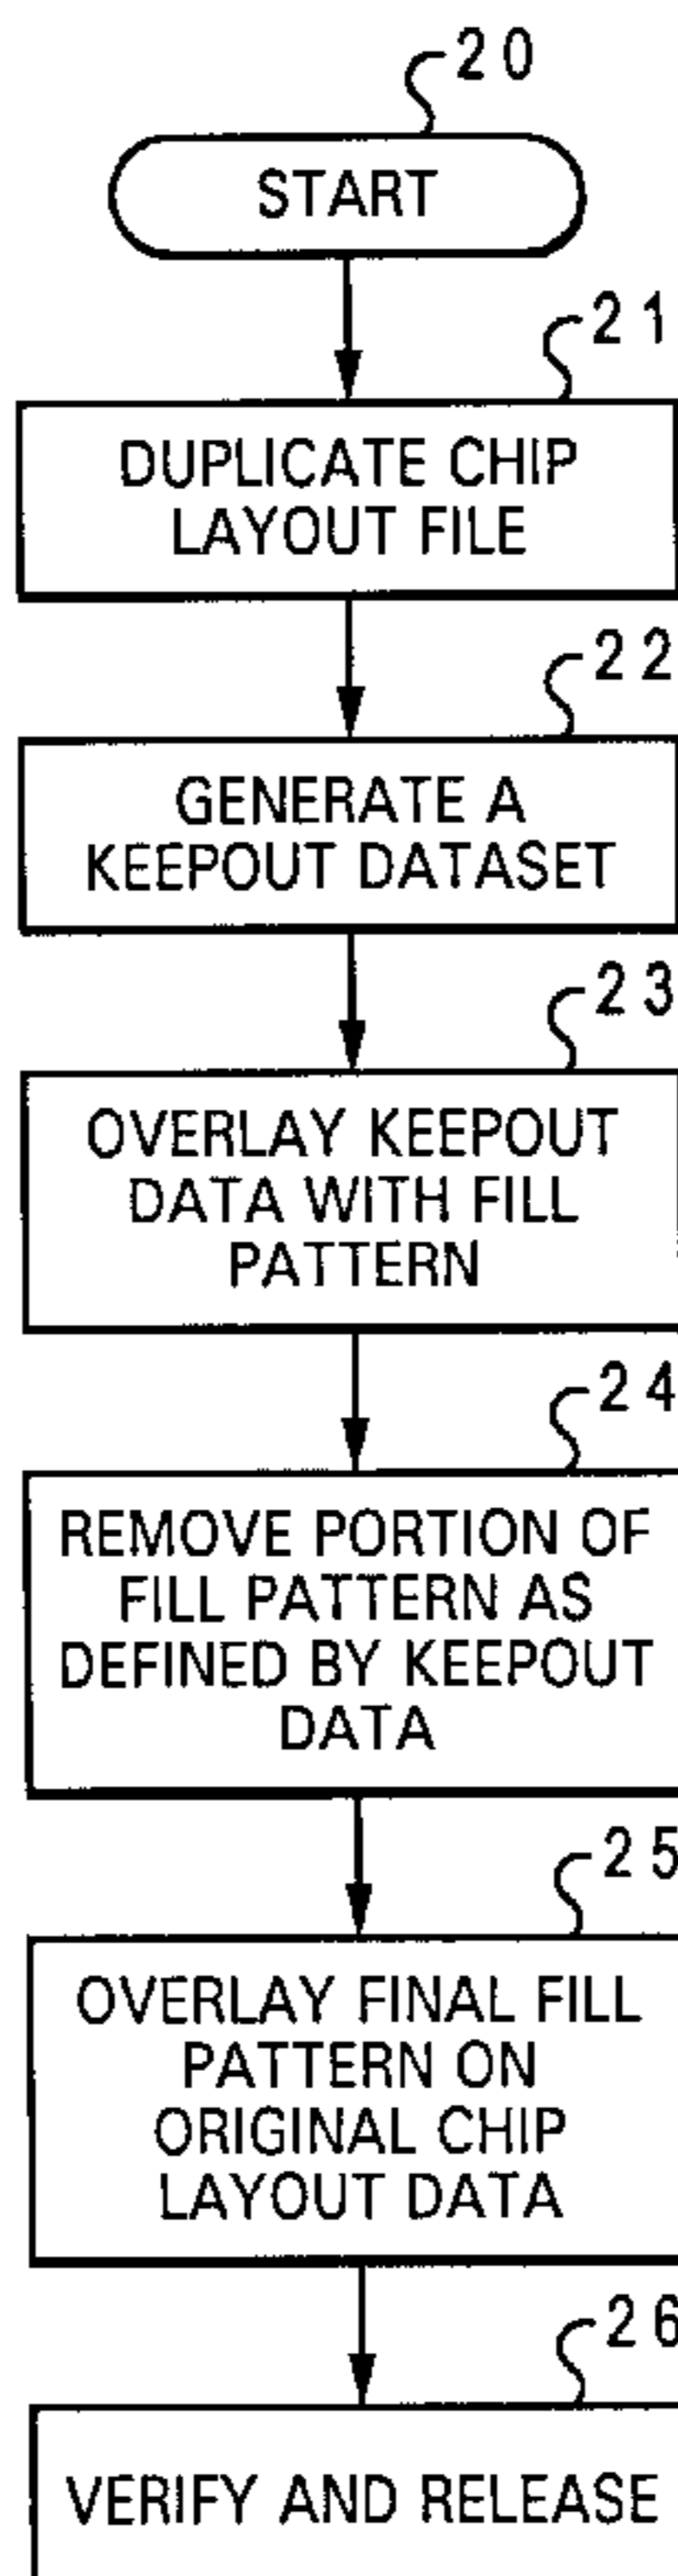 20
START
21
DUPLICATE CHIP
LAYOUT FILE
22
GENERATE A
KEEPOUT DATASET
23
OVERLAY KEEPOUT
DATA WITH FILL
PATTERN
24
REMOVE PORTION OF
FILL PATTERN AS
DEFINED BY KEEPOUT
DATA
25
OVERLAY FINAL FILL
PATTERN ON
ORIGINAL CHIP
LAYOUT DATA
26
VERIFY AND RELEASE